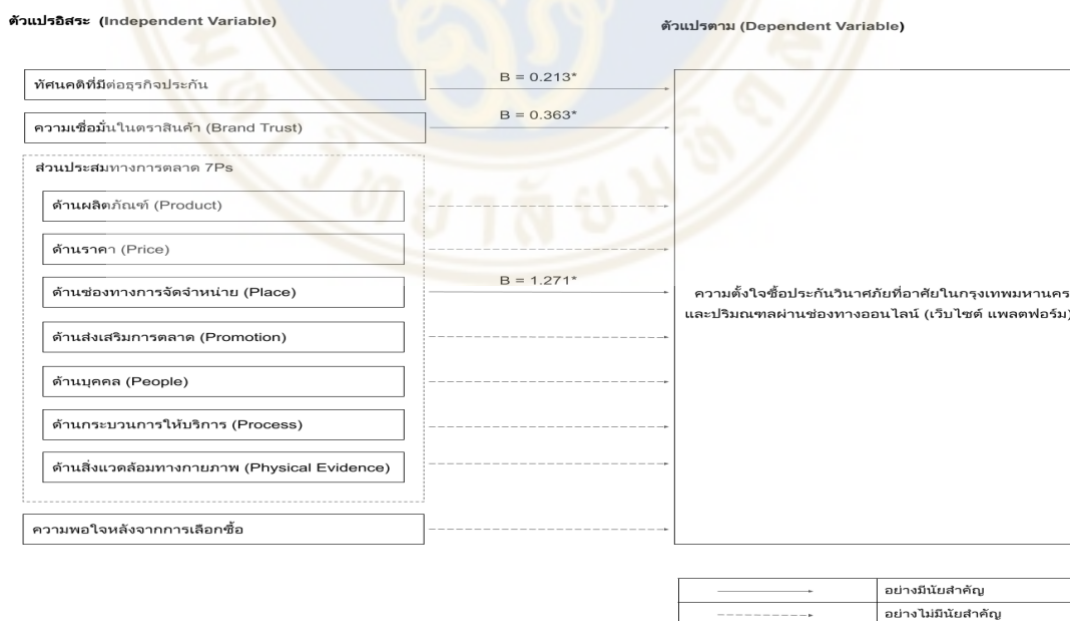 ตัวแปรอิสระ (Independent Variable)
ตัวแปรตาม (Dependent Variable)
ทัศนคติที่มีต่อธุรกิจประกัน
B = 0.213*
ความเชื่อมั่นในตราสินค้า (Brand Trust)
B = 0.363*
ส่วนประสมทางการตลาด 7Ps
ด้านผลิตภัณฑ์ (Product)
ด้านราคา (Price)
ด้านช่องทางการจัดจำหน่าย (Place)
B = 1.271*
ด้านส่งเสริมการตลาด (Promotion)
ด้านบุคคล (People)
ด้านกระบวนการให้บริการ (Process)
ด้านสิ่งแวดล้อมทางกายภาพ (Physical Evidence)
ความพอใจหลังจากการเลือกซื้อ
ความตั้งใจซื้อประกันวินาศภัยที่อาศัยในกรุงเทพมหานคร
และปริมณฑลผ่านช่องทางออนไลน์ (เว็บไซต์ แพลตฟอร์ม)
อย่างมีนัยสำคัญ
อย่างไม่มีนัยสำคัญ
วิทยาลัยมหิดล